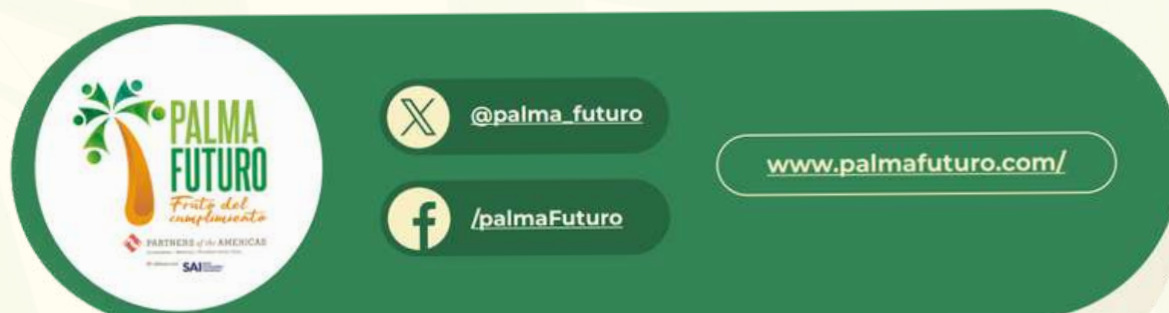 PALMA
FUTURO
Fruto del
cumplimiento
PARTNERS of the AMERICAS
SAI
@palma_futuro
/palmaFuturo
www.palmafuturo.com/